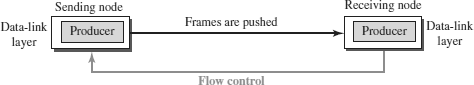 Sending node
Receiving node
Data-link
layer
Producer
Frames are pushed
Producer
Data-link
layer
Flow control